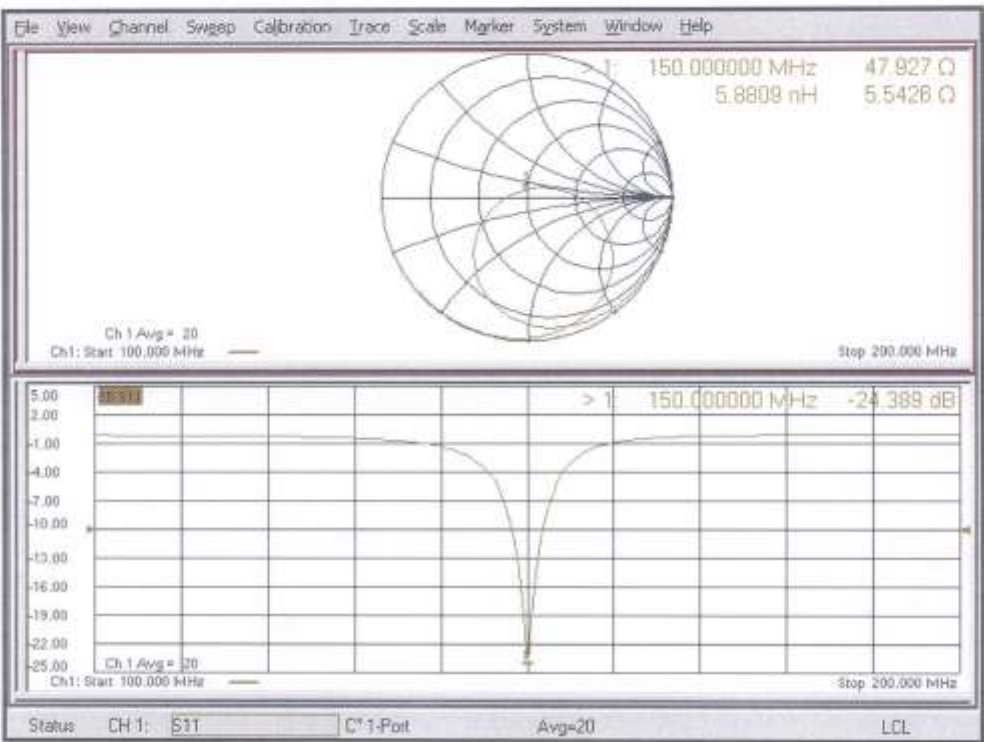 File View Channel Sweep Calibration Trace Scale Marker System Window Help
> 1: 150.000000 MHz 47.927 Ω
5.8809 nH 5.5426 Ω
Ch 1 Avg = 20
Ch1: Start 100.000 MHz Stop 200.000 MHz
5.00 > 1: 150.000000 MHz -24.389 dB
2.00
-1.00
-4.00
-7.00
-10.00
-13.00
-16.00
-19.00
-22.00
-25.00 Ch 1 Avg = 20
Ch1: Start 100.000 MHz Stop 200.000 MHz
Status CH 1: S11 C* 1-Port Avg=20 LCL